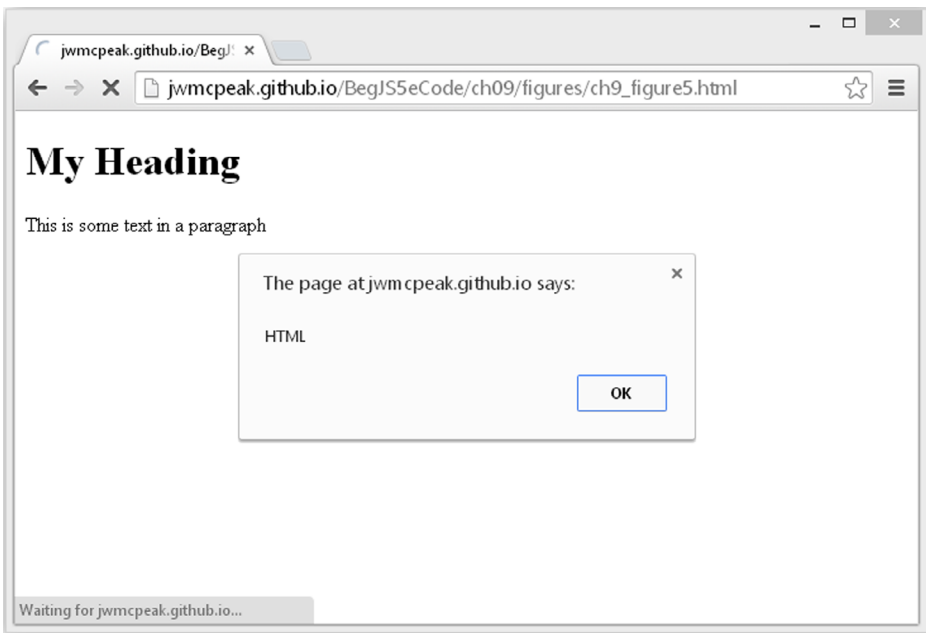 jwmcpeak.github.io/BegJS
jwmcpeak.github.io/BegJS5eCode/ch09/figures/ch9_figure5.html
My Heading
This is some text in a paragraph
The page at jwmcpeak.github.io says:
HTML
OK
Waiting for jwmcpeak.github.io...